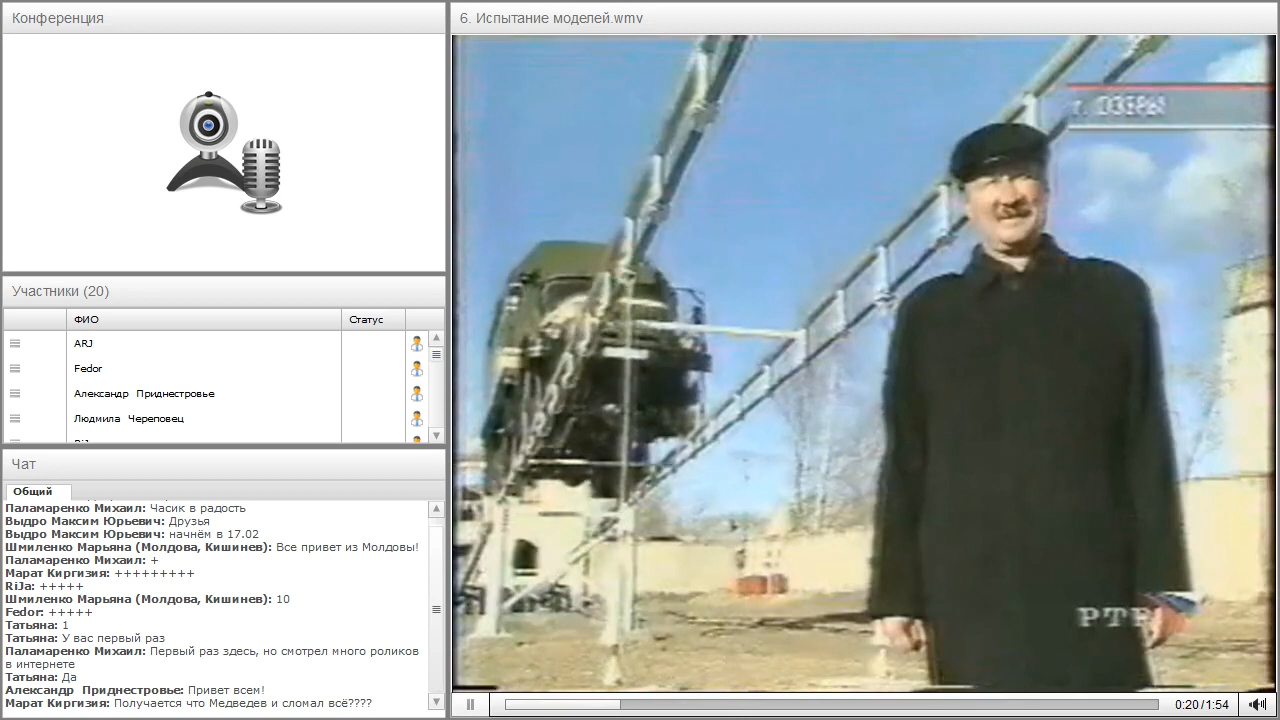 Конференция
6. Испытание моделей.wmv
г. ОЗЁРЫ
РТР
Участники (20)
ФИО Статус
ARJ
Fedor
Александр Приднестровье
Людмила Череповец
Чат
Общий
Паламаренко Михаил: Часик в радость
Выдро Максим Юрьевич: Друзья
Выдро Максим Юрьевич: начнём в 17.02
Шмиленко Марьяна (Молдова, Кишинев): Все привет из Молдовы!
Паламаренко Михаил: +
Марат Киргизия: +++++++++
RiJa: +++++
Шмиленко Марьяна (Молдова, Кишинев): 10
Fedor: +++++
Татьяна: 1
Татьяна: У вас первый раз
Паламаренко Михаил: Первый раз здесь, но смотрел много роликов
в интернете
Татьяна: Да
Александр Приднестровье: Привет всем!
Марат Киргизия: Получается что Медведев и сломал всё????
0:20/1:54